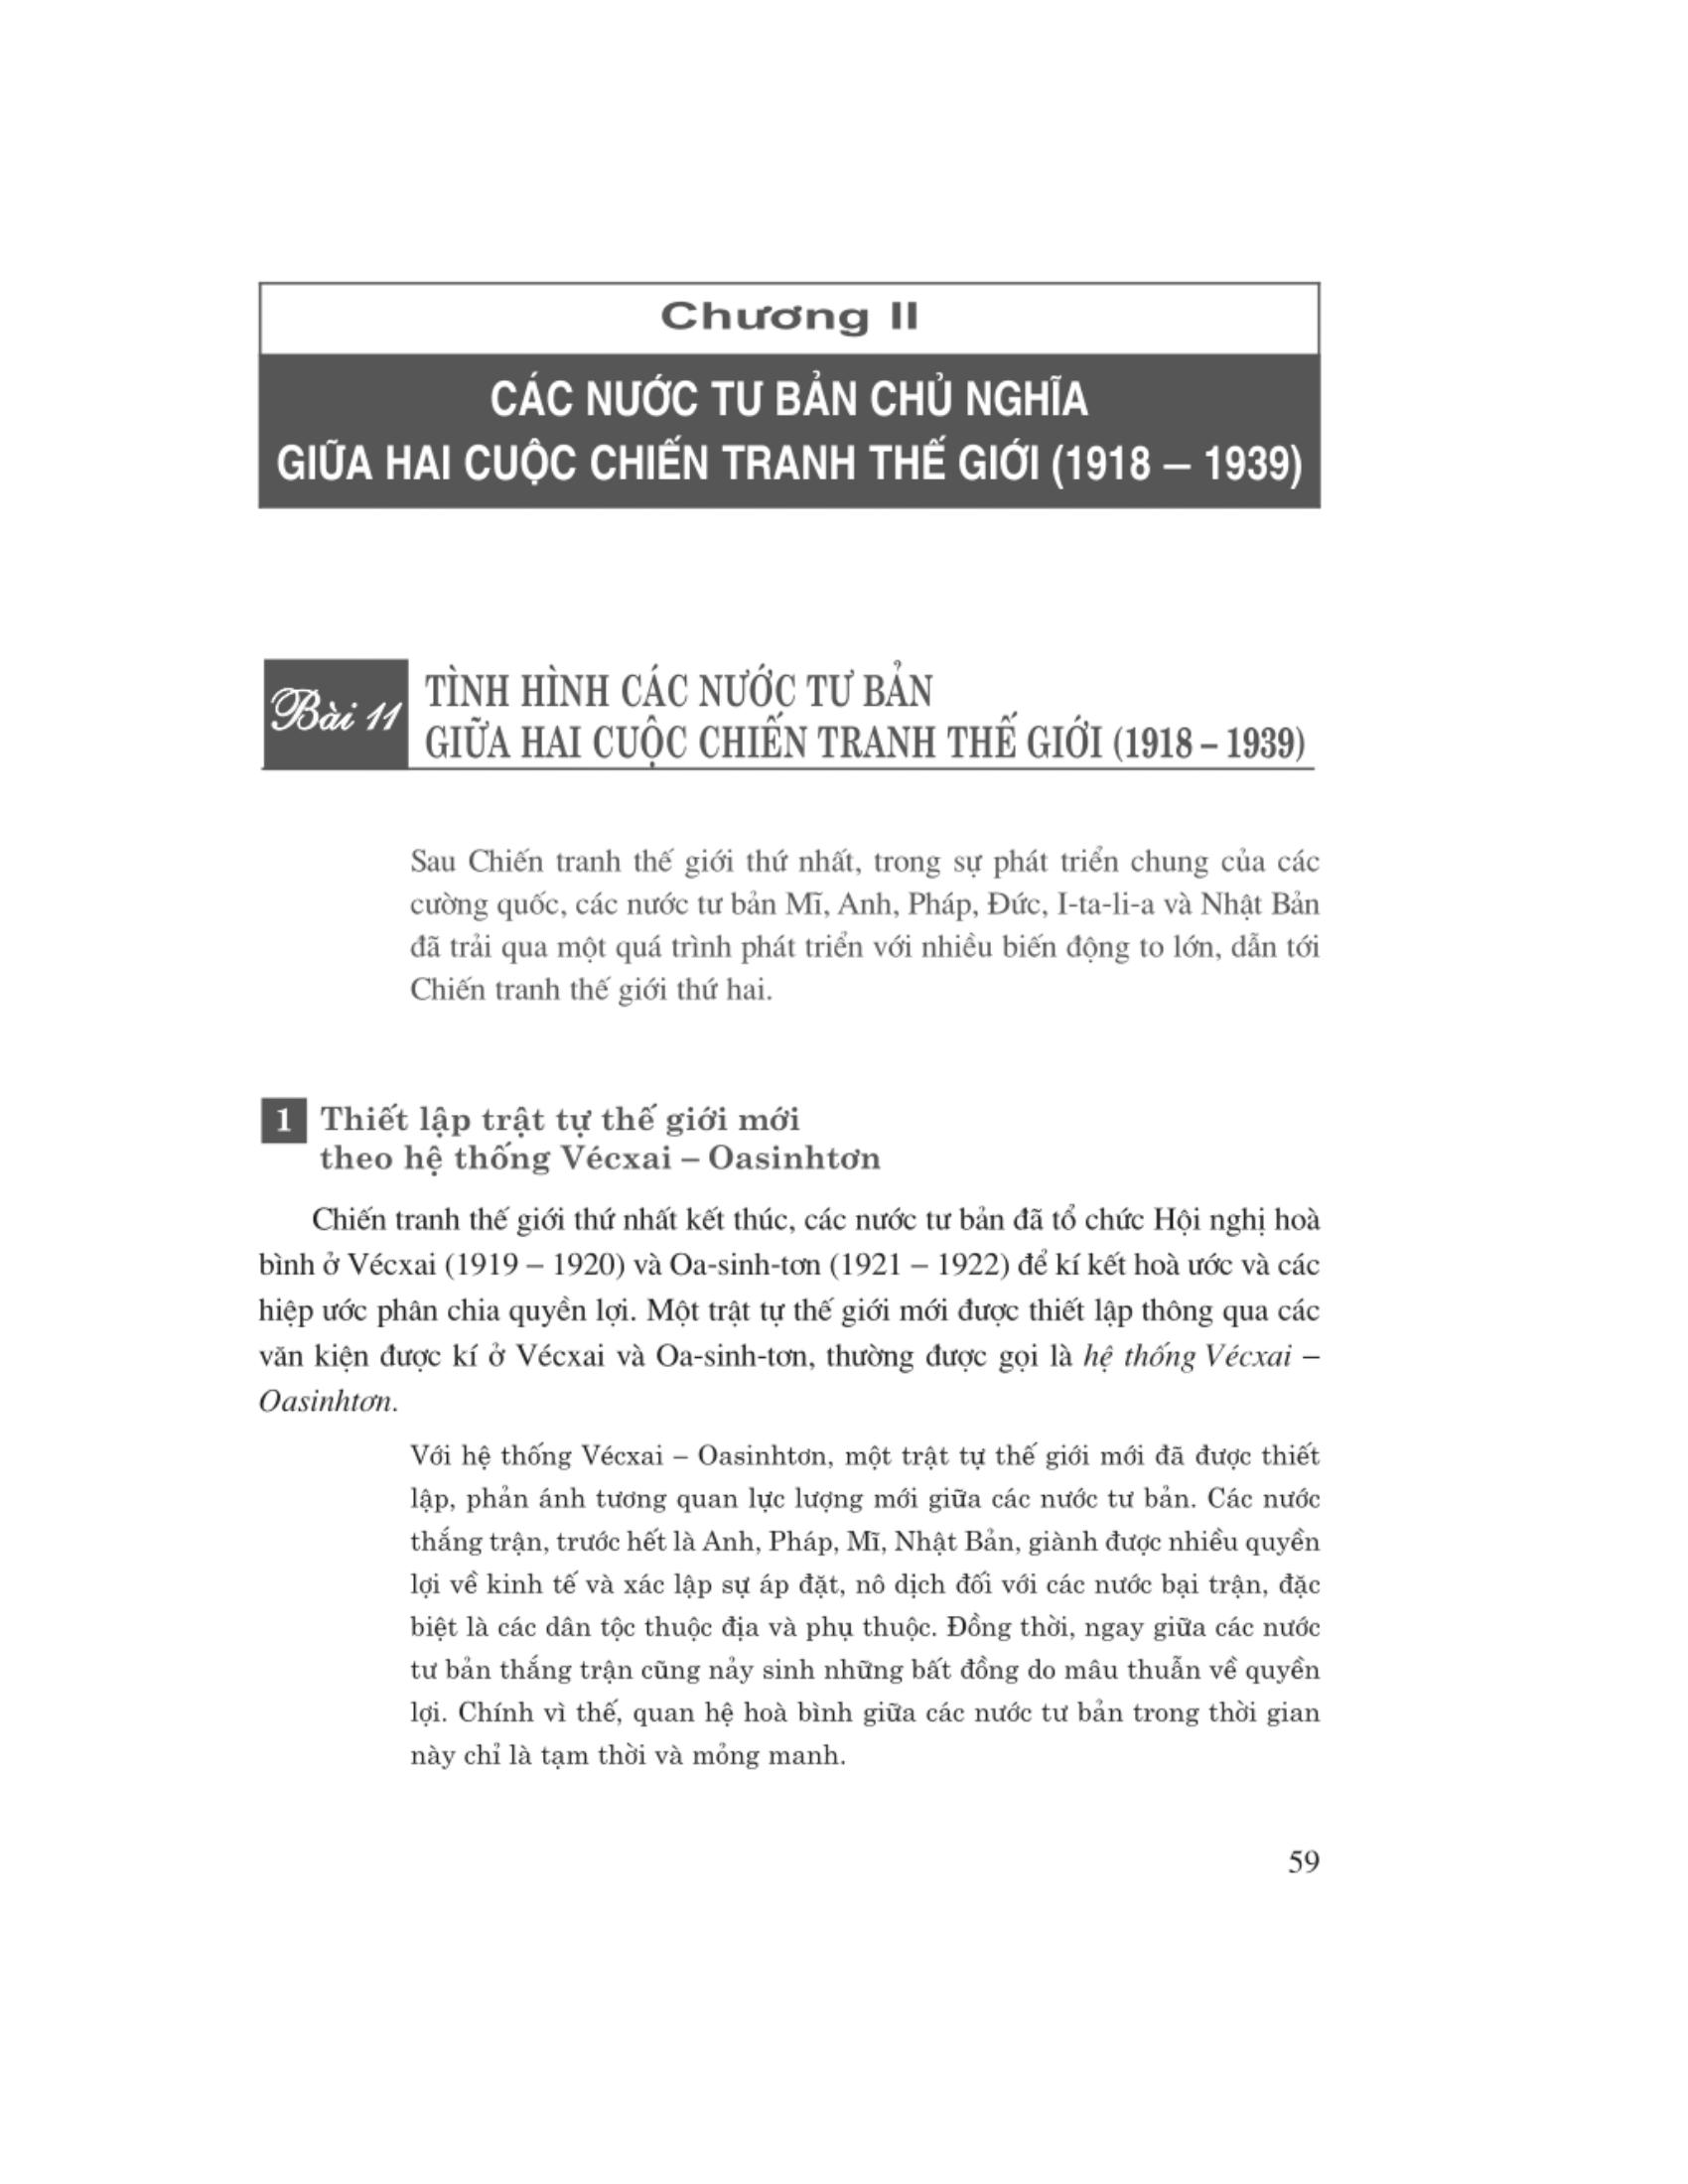 Chương II
CÁC NƯỚC TƯ BẢN CHỦ NGHĨA
GIỮA HAI CUỘC CHIẾN TRANH THẾ GIỚI (1918 – 1939)
Bài 11
TÌNH HÌNH CÁC NƯỚC TƯ BẢN
GIỮA HAI CUỘC CHIẾN TRANH THẾ GIỚI (1918 – 1939)
Sau Chiến tranh thế giới thứ nhất, trong sự phát triển chung của các
cường quốc, các nước tư bản Mĩ, Anh, Pháp, Đức, I-ta-li-a và Nhật Bản
đã trải qua một quá trình phát triển với nhiều biến động to lớn, dẫn tới
Chiến tranh thế giới thứ hai.
1 Thiết lập trật tự thế giới mới
theo hệ thống Vécxai – Oasinhtơn
Chiến tranh thế giới thứ nhất kết thúc, các nước tư bản đã tổ chức Hội nghị hoà
bình ở Vécxai (1919 – 1920) và Oa-sinh-tơn (1921 – 1922) để kí kết hoà ước và các
hiệp ước phân chia quyền lợi. Một trật tự thế giới mới được thiết lập thông qua các
văn kiện được kí ở Vécxai và Oa-sinh-tơn, thường được gọi là hệ thống Vécxai –
Oasinhtơn.
Với hệ thống Vécxai – Oasinhtơn, một trật tự thế giới mới đã được thiết
lập, phản ánh tương quan lực lượng mới giữa các nước tư bản. Các nước
thắng trận, trước hết là Anh, Pháp, Mĩ, Nhật Bản, giành được nhiều quyền
lợi về kinh tế và xác lập sự áp đặt, nô dịch đối với các nước bại trận, đặc
biệt là các dân tộc thuộc địa và phụ thuộc. Đồng thời, ngay giữa các nước
tư bản thắng trận cũng nảy sinh những bất đồng do mâu thuẫn về quyền
lợi. Chính vì thế, quan hệ hoà bình giữa các nước tư bản trong thời gian
này chỉ là tạm thời và mỏng manh.
59